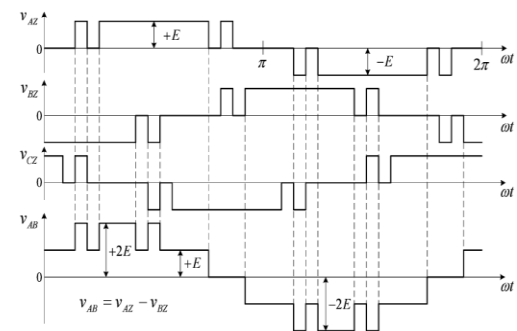 v_AZ
+E
0
π
−E
2π
ωt
v_BZ
0
ωt
v_CZ
0
ωt
v_AB
+2E
+E
0
ωt
v_AB = v_AZ − v_BZ
−2E